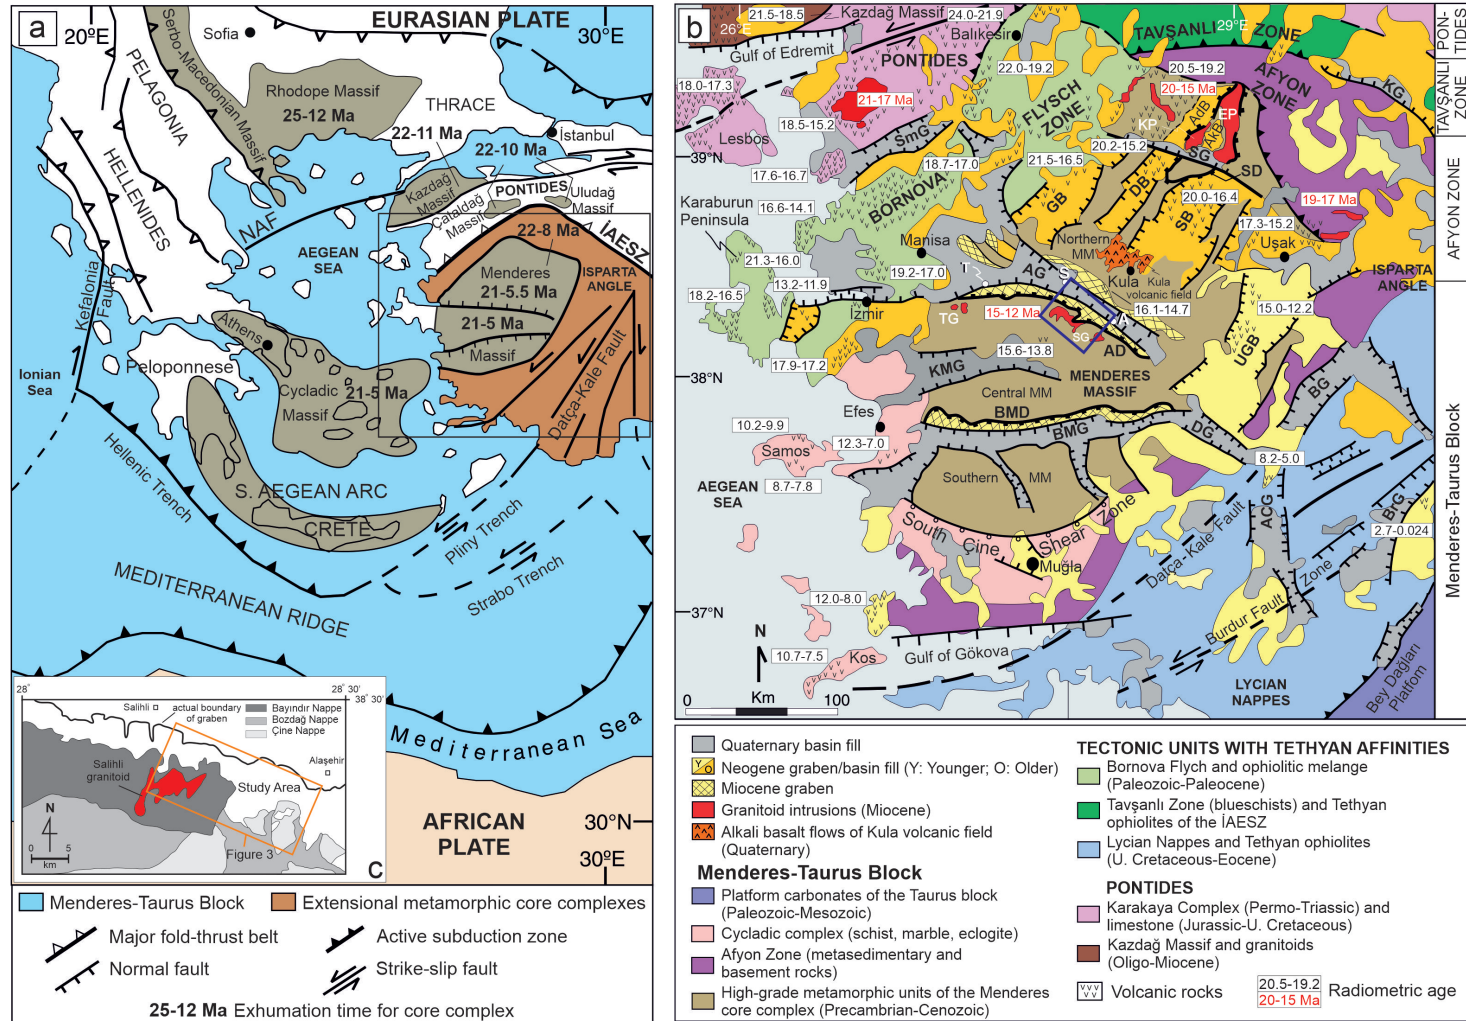 a
20ºE
EURASIAN PLATE
30ºE
Sofia
Serbo-Macedonian Massif
PELAGONIA
Rhodope Massif
25-12 Ma
THRACE
22-11 Ma
İstanbul
22-10 Ma
HELLENIDES
Kazdağ
Massif
PONTIDES
Uludağ
Massif
Çataldağ
Massif
NAF
İAESZ
22-8 Ma
AEGEAN
SEA
Menderes
21-5.5 Ma
ISPARTA
ANGLE
Kefalonia
Fault
21-5 Ma
Massif
Athens
Peloponnese
Ionian
Sea
Cycladic
Massif
21-5 Ma
Datça-Kale Fault
Hellenic Trench
S. AEGEAN ARC
CRETE
Pliny Trench
Strabo Trench
MEDITERRANEAN RIDGE
Mediterranean Sea
AFRICAN
PLATE
30ºN
30ºE
28°
28° 30'
38° 30'
Salihli
actual boundary
of graben
Bayındır Nappe
Bozdağ Nappe
Çine Nappe
Alaşehir
Salihli
granitoid
Study Area
N
0 5
km
Figure 3
C
Menderes-Taurus Block
Extensional metamorphic core complexes
Major fold-thrust belt
Active subduction zone
Normal fault
Strike-slip fault
25-12 Ma Exhumation time for core complex
b
21.5-18.5
26°E
Kazdağ Massif
24.0-21.9
Balıkesir
29°E
TAVŞANLI ZONE
PON-
TIDES
Gulf of Edremit
PONTIDES
22.0-19.2
20.5-19.2
AFYON
ZONE
TAVŞANLI
ZONE
18.0-17.3
21-17 Ma
20-15 Ma
KG
FLYSCH
ZONE
AdB
EP
AkB
KP
18.5-15.2
SmG
Lesbos
39°N
20.2-15.2
SG
SD
17.6-16.7
18.7-17.0
21.5-16.5
DB
GB
20.0-16.4
19-17 Ma
AFYON ZONE
Karaburun
Peninsula
16.6-14.1
BORNOVA
SB
17.3-15.2
Uşak
Manisa
Northern
MM
21.3-16.0
T
AG
S
Kula
Kula
volcanic field
ISPARTA
ANGLE
19.2-17.0
13.2-11.9
18.2-16.5
İzmir
TG
15-12 Ma
SG
A
16.1-14.7
15.0-12.2
AD
15.6-13.8
UGB
17.9-17.2
38°N
KMG
MENDERES
MASSIF
Central MM
BG
Efes
BMD
10.2-9.9
BMG
DG
12.3-7.0
Samos
8.2-5.0
8.7-7.8
AEGEAN
SEA
Southern MM
ACG
BrG
2.7-0.024
South Çine Shear Zone
Muğla
Datça-Kale Fault
Burdur Fault Zone
12.0-8.0
37°N
N
10.7-7.5
Kos
Gulf of Gökova
0 Km 100
LYCIAN
NAPPES
Bey Dağları
Platfom
Menderes-Taurus Block
Quaternary basin fill
Y
O
Neogene graben/basin fill (Y: Younger; O: Older)
Miocene graben
Granitoid intrusions (Miocene)
Alkali basalt flows of Kula volcanic field
(Quaternary)
Menderes-Taurus Block
Platform carbonates of the Taurus block
(Paleozoic-Mesozoic)
Cycladic complex (schist, marble, eclogite)
Afyon Zone (metasedimentary and
basement rocks)
High-grade metamorphic units of the Menderes
core complex (Precambrian-Cenozoic)
TECTONIC UNITS WITH TETHYAN AFFINITIES
Bornova Flych and ophiolitic melange
(Paleozoic-Paleocene)
Tavşanlı Zone (blueschists) and Tethyan
ophiolites of the İAESZ
Lycian Nappes and Tethyan ophiolites
(U. Cretaceous-Eocene)
PONTIDES
Karakaya Complex (Permo-Triassic) and
limestone (Jurassic-U. Cretaceous)
Kazdağ Massif and granitoids
(Oligo-Miocene)
Volcanic rocks
20.5-19.2
20-15 Ma
Radiometric age